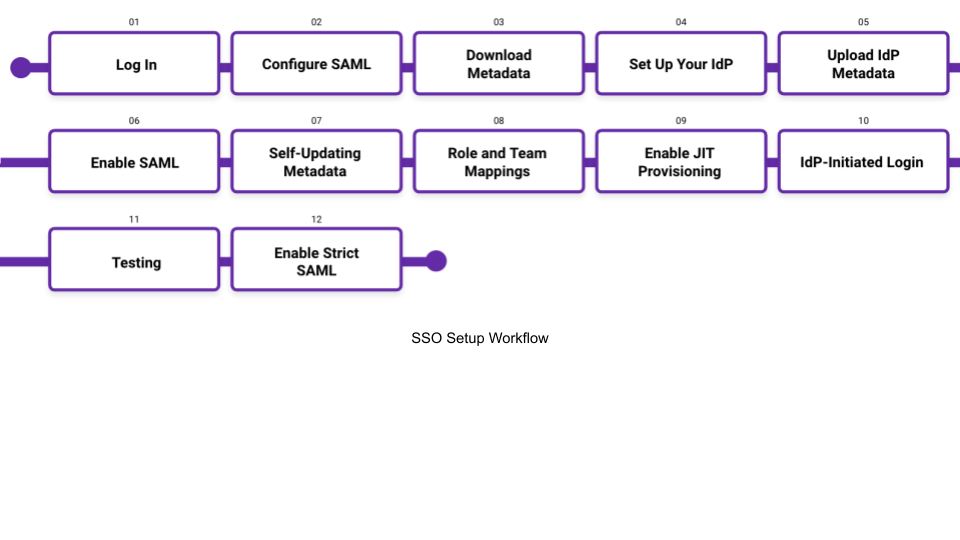 01
Log In
02
Configure SAML
03
Download
Metadata
04
Set Up Your IdP
05
Upload IdP
Metadata
06
Enable SAML
07
Self-Updating
Metadata
08
Role and Team
Mappings
09
Enable JIT
Provisioning
10
IdP-Initiated Login
11
Testing
12
Enable Strict
SAML
SSO Setup Workflow